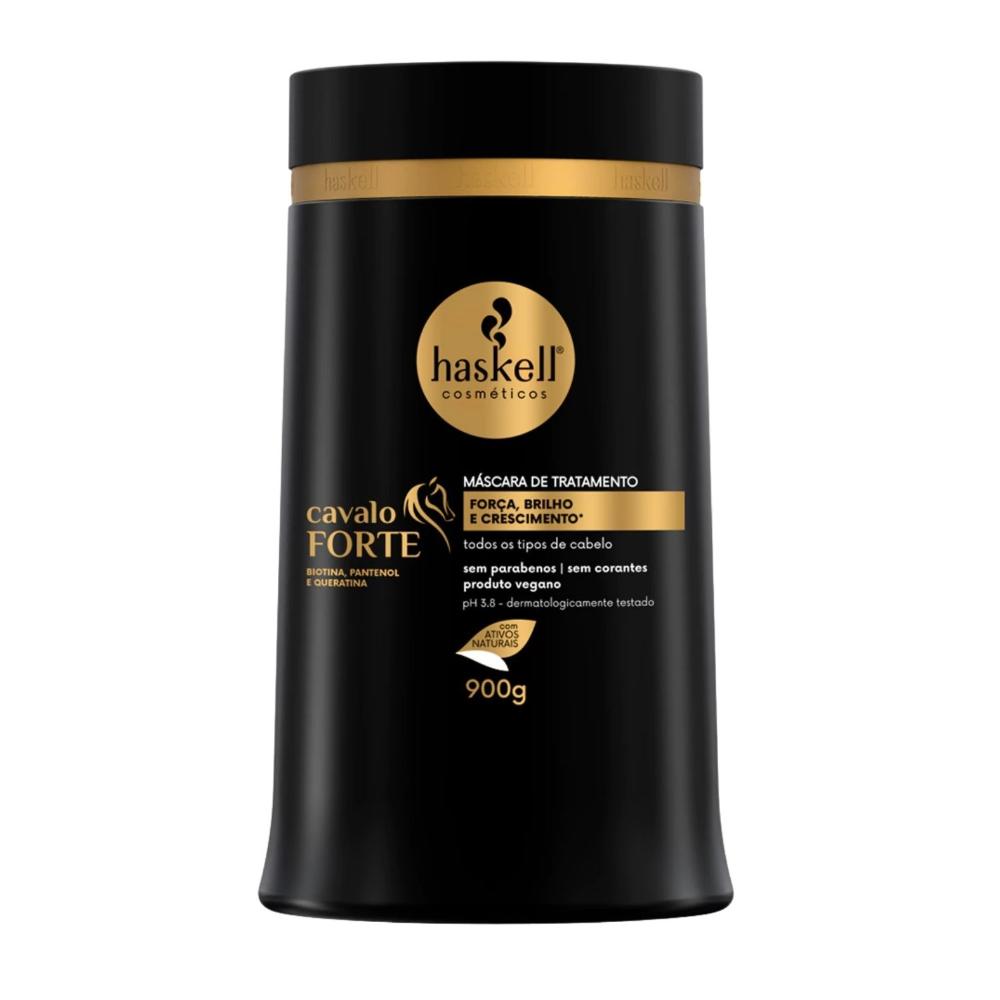 haskell haskell haskell
haskell®
cosméticos
cavalo
FORTE
BIOTINA, PANTENOL
E QUERATINA
MÁSCARA DE TRATAMENTO
FORÇA, BRILHO
E CRESCIMENTO*
todos os tipos de cabelo
sem parabenos | sem corantes
produto vegano
pH 3.8 - dermatologicamente testado
com
ATIVOS
NATURAIS
900g